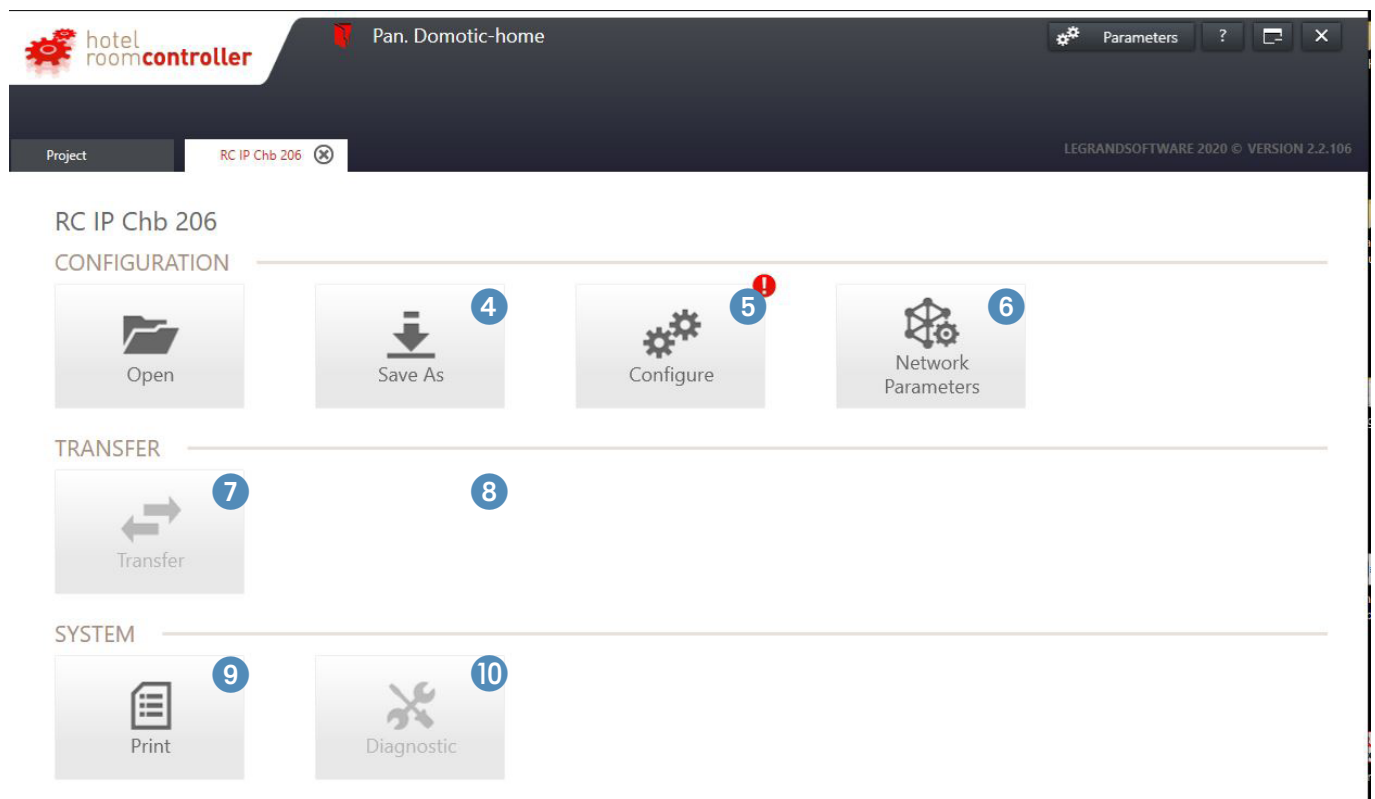 hotel
roomcontroller
Pan. Domotic-home
Parameters ?
Project
RC IP Chb 206
LEGRANDSOFTWARE 2020 © VERSION 2.2.106
RC IP Chb 206
CONFIGURATION
4
5
!
6
Open
Save As
Configure
Network
Parameters
TRANSFER
7
8
Transfer
SYSTEM
9
10
Print
Diagnostic